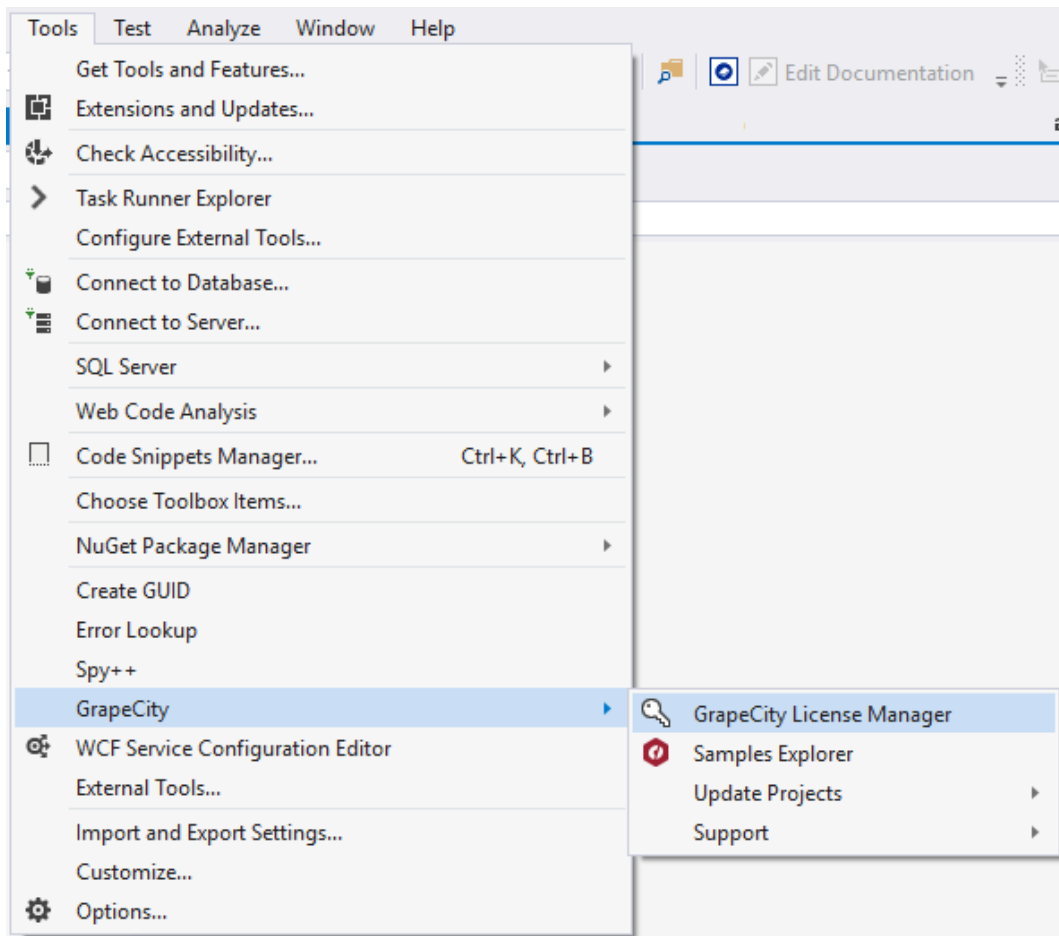 Tools Test Analyze Window Help
Get Tools and Features...
Edit Documentation
Extensions and Updates...
Check Accessibility...
Task Runner Explorer
Configure External Tools...
Connect to Database...
Connect to Server...
SQL Server
Web Code Analysis
Code Snippets Manager... Ctrl+K, Ctrl+B
Choose Toolbox Items...
NuGet Package Manager
Create GUID
Error Lookup
Spy++
GrapeCity
GrapeCity License Manager
WCF Service Configuration Editor
Samples Explorer
External Tools...
Update Projects
Import and Export Settings...
Support
Customize...
Options...